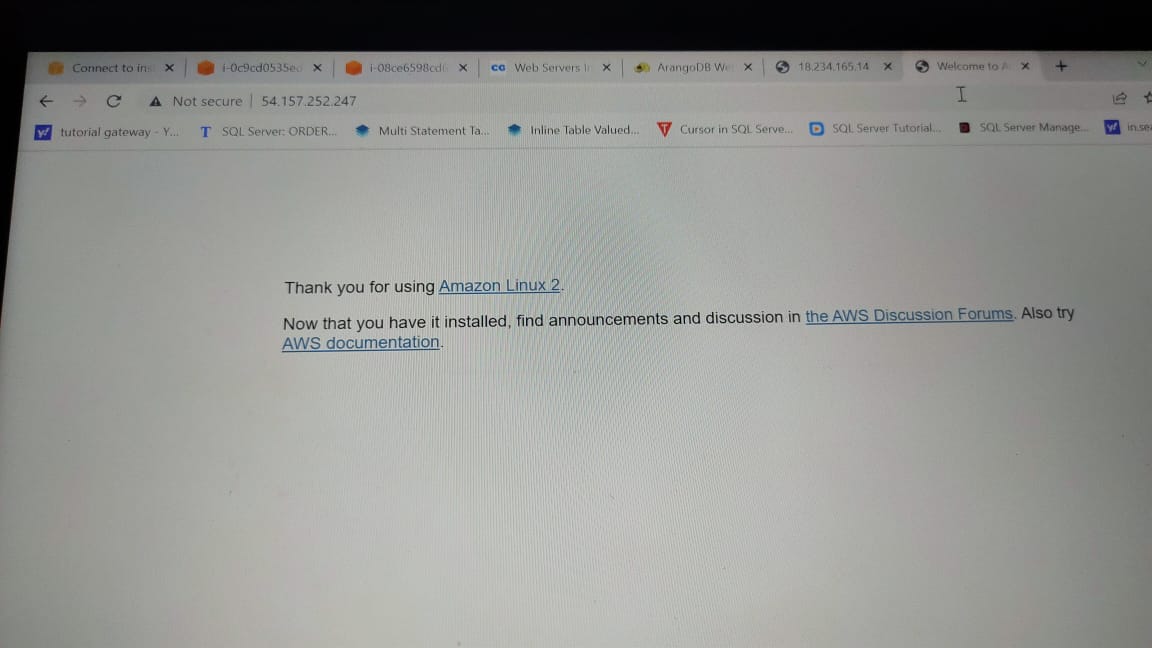 Connect to ins
i-0c9cd0535ed
i-08ce6598cd
CG Web Servers
ArangoDB We
18.234.165.14
Welcome to A
Not secure | 54.157.252.247
tutorial gateway - Y...
T SQL Server: ORDER...
Multi Statement Ta...
Inline Table Valued...
T Cursor in SQL Serve...
SQL Server Tutorial...
SQL Server Manage...
in.sea
Thank you for using Amazon Linux 2.
Now that you have it installed, find announcements and discussion in the AWS Discussion Forums. Also try
AWS documentation.